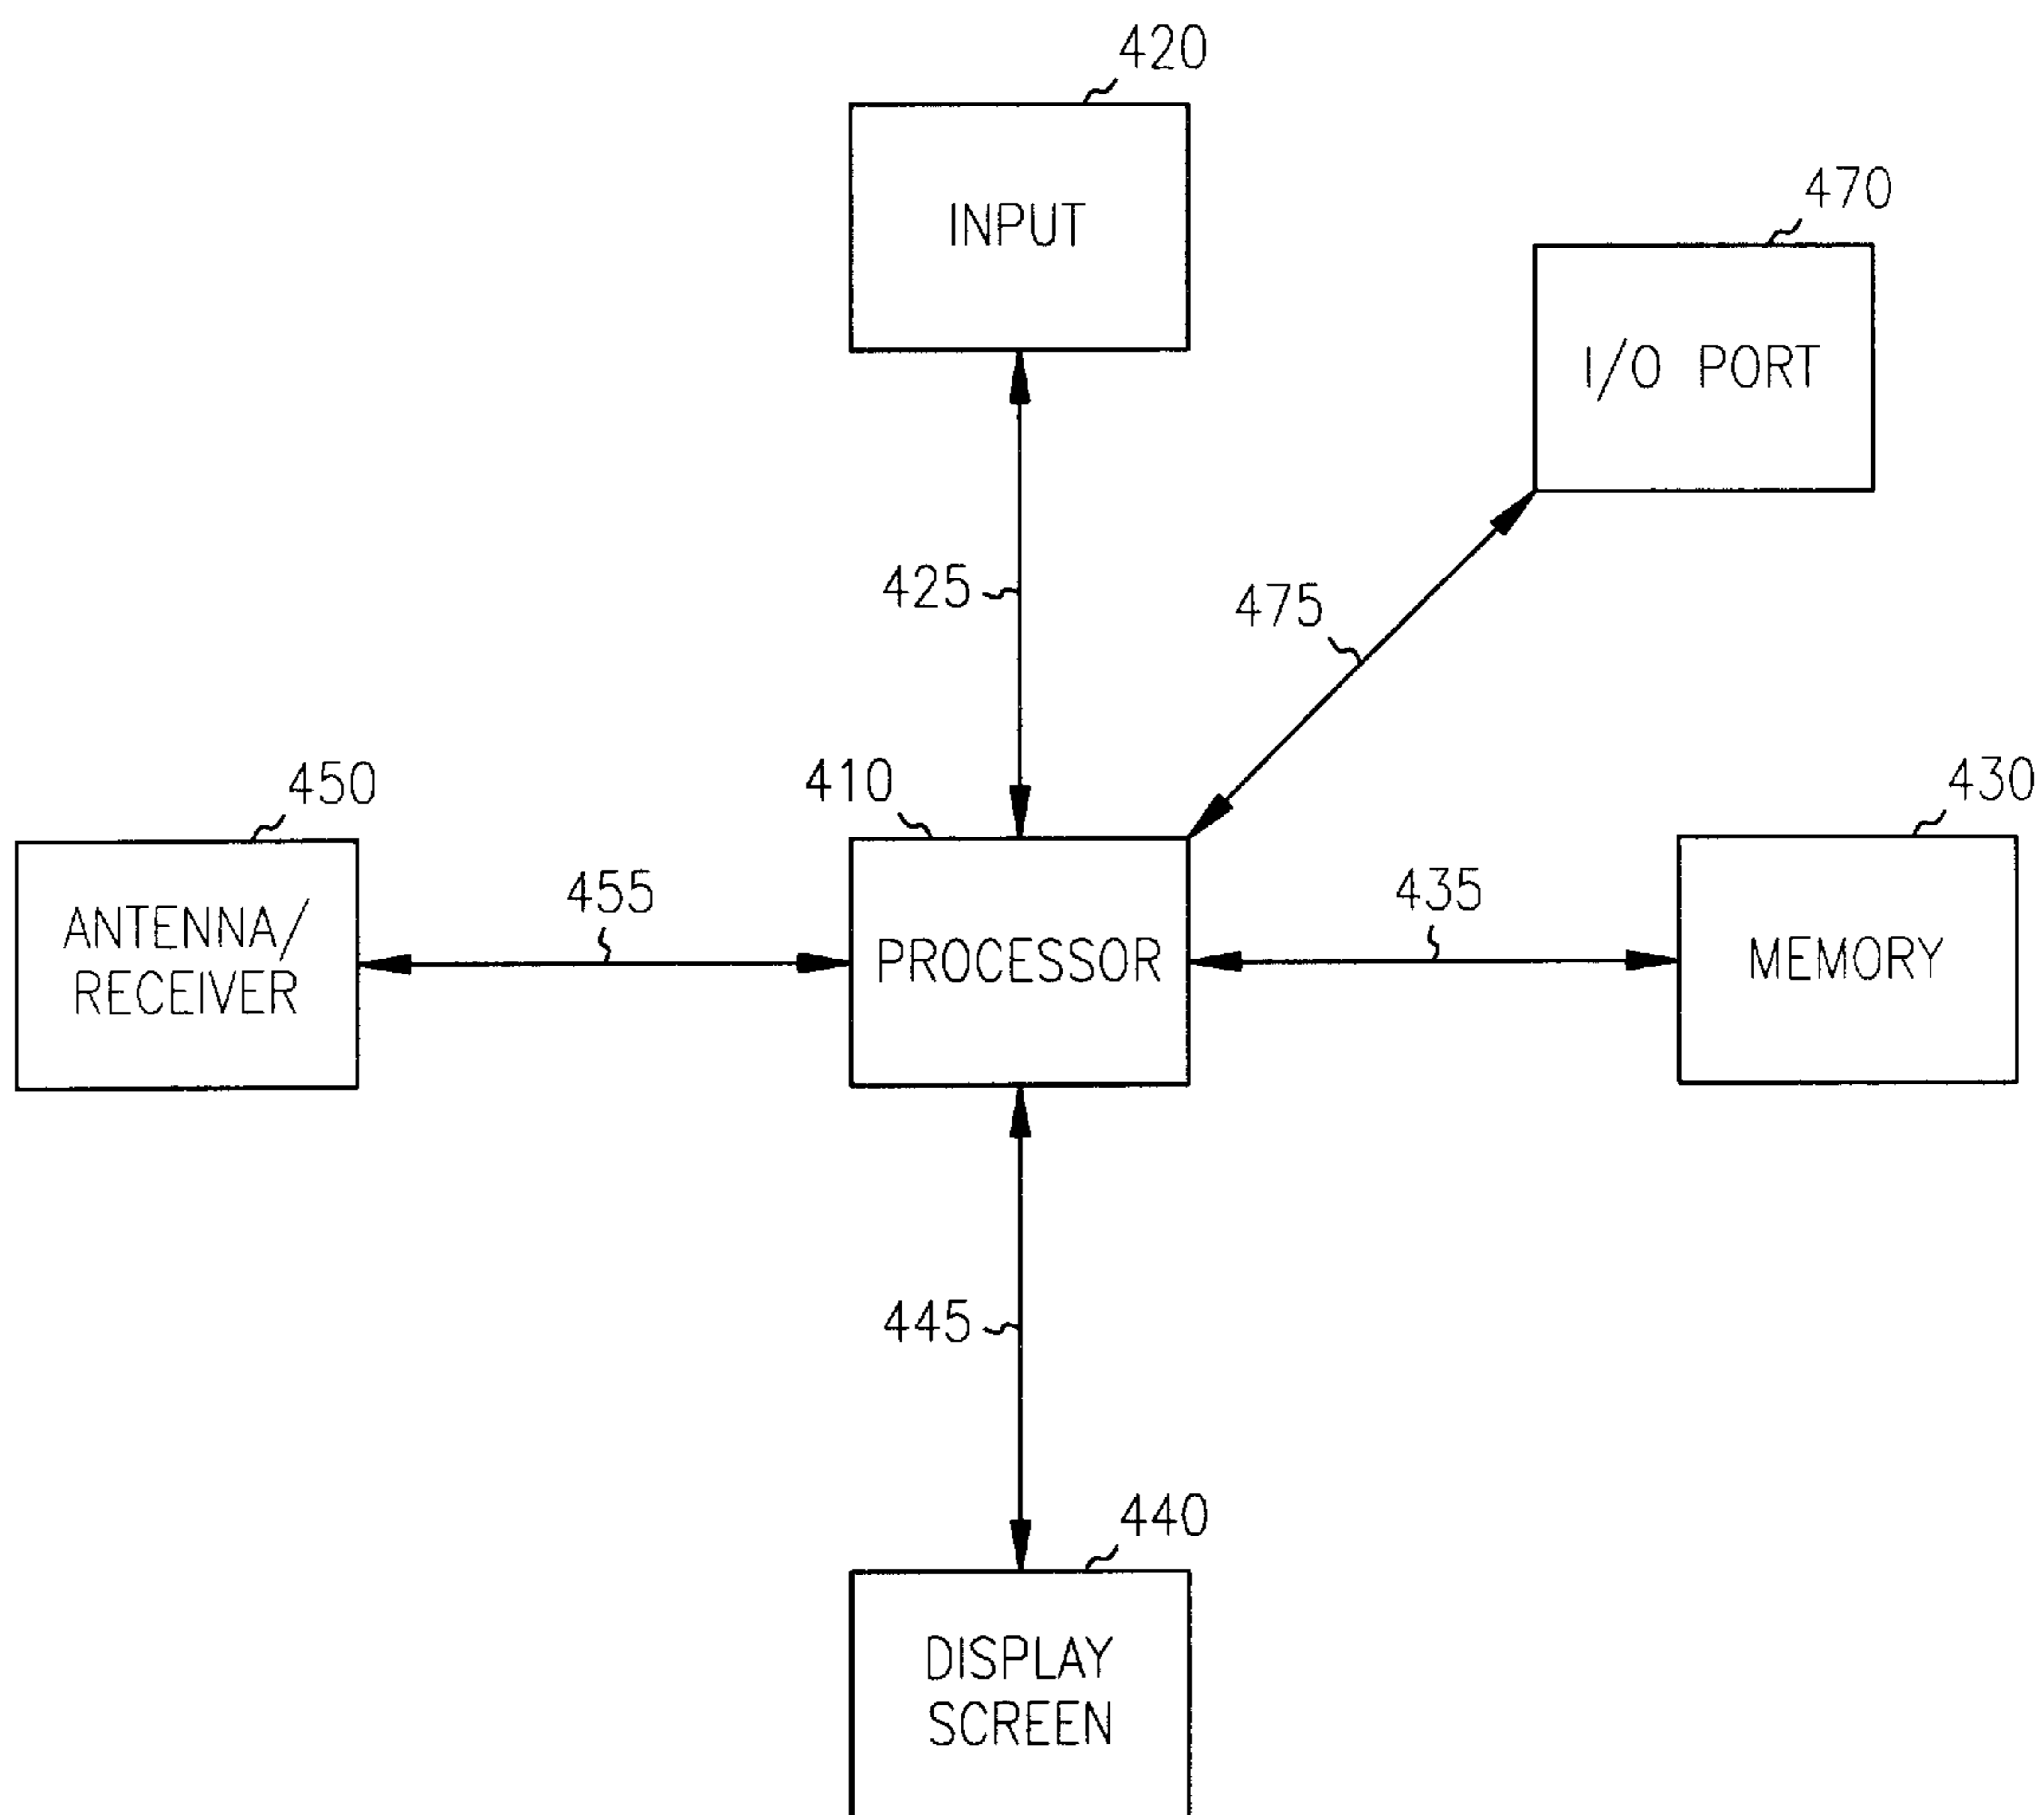 420
INPUT
470
I/O PORT
425
475
450
410
430
455
435
ANTENNA/
RECEIVER
PROCESSOR
MEMORY
445
440
DISPLAY
SCREEN